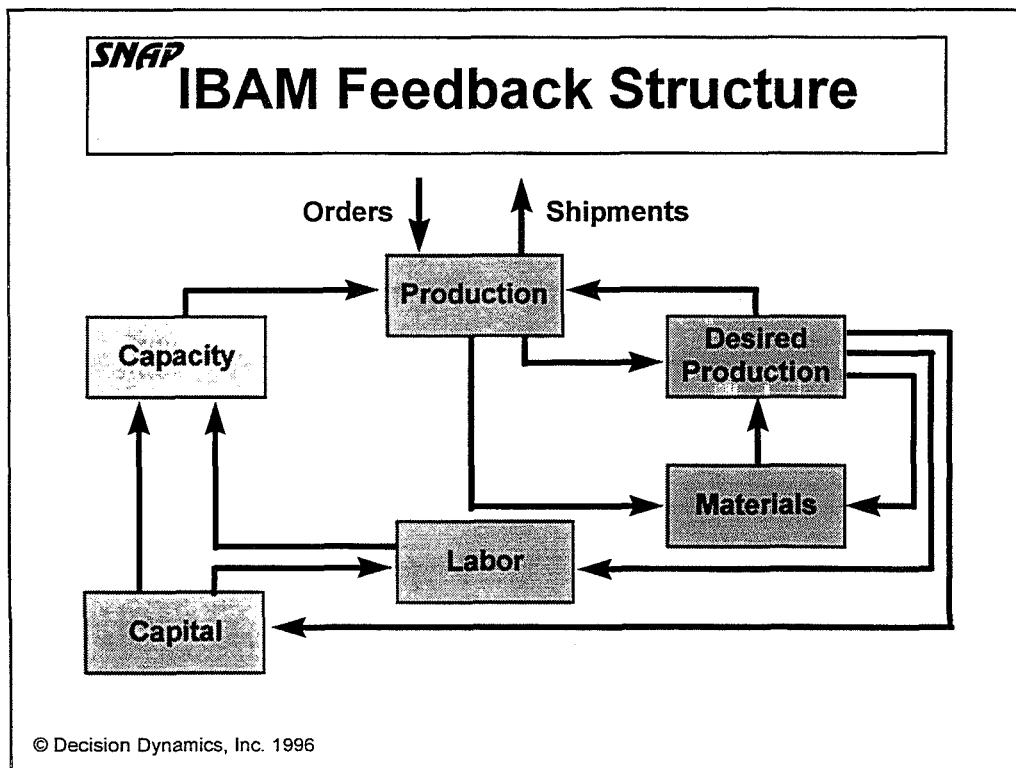 SNAP
IBAM Feedback Structure
Orders
Shipments
Production
Capacity
Desired
Production
Materials
Labor
Capital
© Decision Dynamics, Inc. 1996